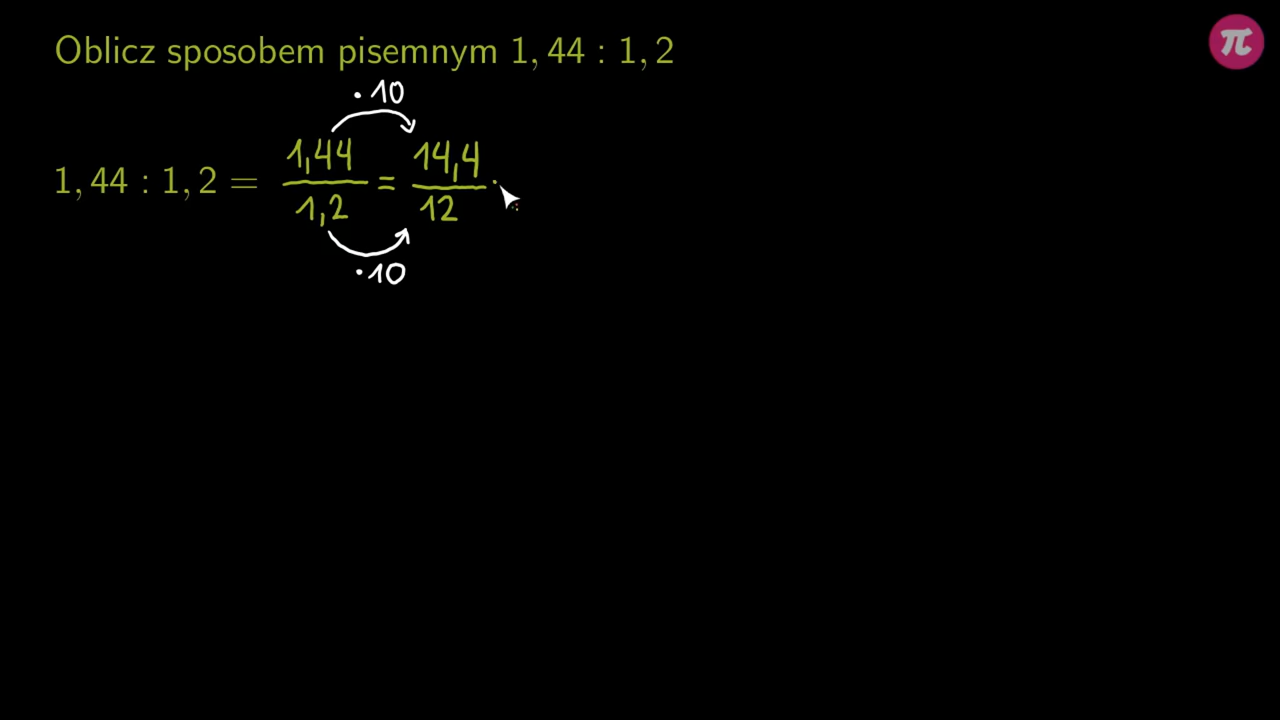 Oblicz sposobem pisemnym 1,44 : 1,2
· 10
1,44 : 1,2 = 1,44/1,2 = 14,4/12
· 10
π